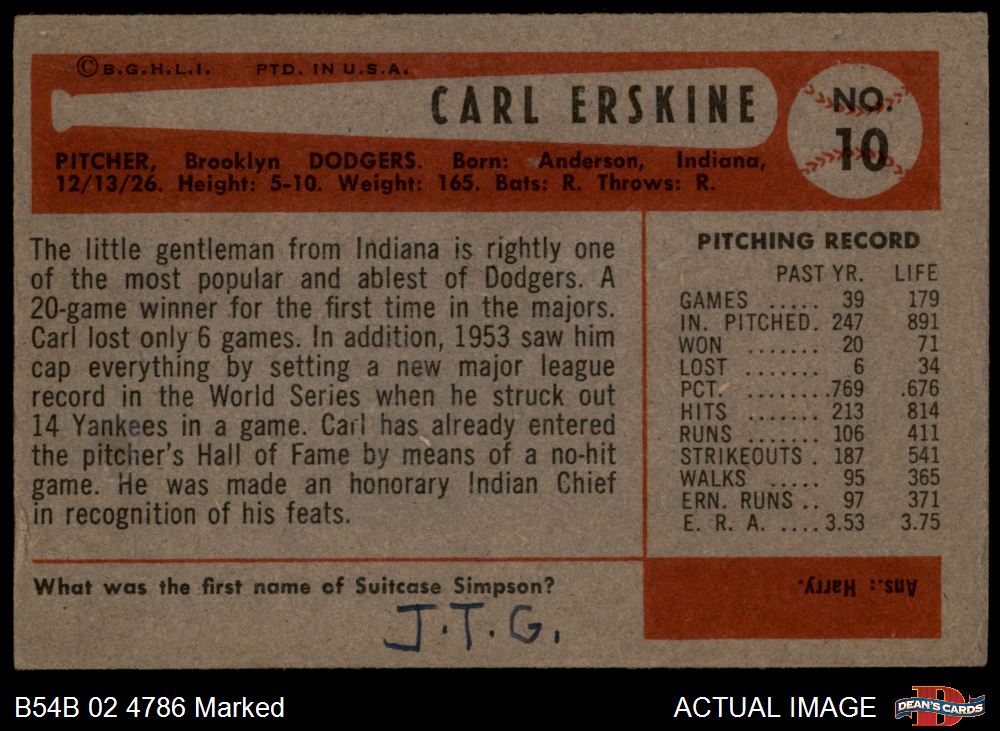 ©B.G.H.L.I. PTD. IN U.S.A.
CARL ERSKINE
NO.
10
PITCHER, Brooklyn DODGERS. Born: Anderson, Indiana,
12/13/26. Height: 5-10. Weight: 165. Bats: R. Throws: R.
The little gentleman from Indiana is rightly one
of the most popular and ablest of Dodgers. A
20-game winner for the first time in the majors.
Carl lost only 6 games. In addition, 1953 saw him
cap everything by setting a new major league
record in the World Series when he struck out
14 Yankees in a game. Carl has already entered
the pitcher's Hall of Fame by means of a no-hit
game. He was made an honorary Indian Chief
in recognition of his feats.
PITCHING RECORD
PAST YR. LIFE
GAMES ..... 39 179
IN. PITCHED. 247 891
WON ....... 20 71
LOST ....... 6 34
PCT. ....... .769 .676
HITS ....... 213 814
RUNS ....... 106 411
STRIKEOUTS . 187 541
WALKS ..... 95 365
ERN. RUNS .. 97 371
E. R. A. .... 3.53 3.75
What was the first name of Suitcase Simpson?
Ans.: Harry.
J.T.G.
B54B 02 4786 Marked
ACTUAL IMAGE
DEAN'S CARDS